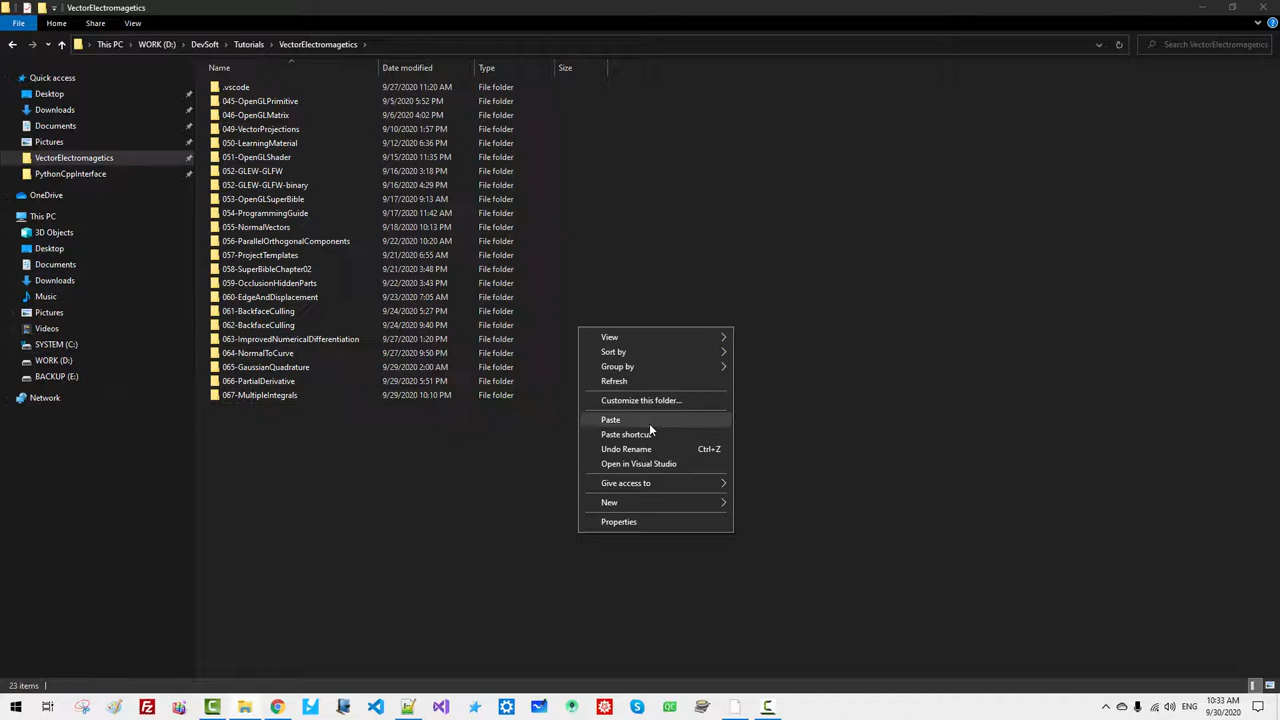 VectorElectromagetics
File Home Share View
This PC WORK (D:) DevSoft Tutorials VectorElectromagetics Search VectorElectromagetics
Name Date modified Type Size
Quick access
Desktop
Downloads
Documents
Pictures
VectorElectromagetics
PythonCppInterface
OneDrive
This PC
3D Objects
Desktop
Documents
Downloads
Music
Pictures
Videos
SYSTEM (C:)
WORK (D:)
BACKUP (E:)
Network
.vscode 9/27/2020 11:20 AM File folder
045-OpenGLPrimitive 9/5/2020 5:52 PM File folder
046-OpenGLMatrix 9/6/2020 4:02 PM File folder
049-VectorProjections 9/10/2020 1:57 PM File folder
050-LearningMaterial 9/12/2020 6:36 PM File folder
051-OpenGLShader 9/15/2020 11:35 PM File folder
052-GLEW-GLFW 9/16/2020 3:18 PM File folder
052-GLEW-GLFW-binary 9/16/2020 4:29 PM File folder
053-OpenGLSuperBible 9/17/2020 9:13 AM File folder
054-ProgrammingGuide 9/17/2020 11:42 AM File folder
055-NormalVectors 9/18/2020 10:13 PM File folder
056-ParallelOrthogonalComponents 9/22/2020 10:20 AM File folder
057-ProjectTemplates 9/21/2020 6:55 AM File folder
058-SuperBibleChapter02 9/21/2020 3:48 PM File folder
059-OcclusionHiddenParts 9/22/2020 3:43 PM File folder
060-EdgeAndDisplacement 9/23/2020 7:05 AM File folder
061-BackfaceCulling 9/24/2020 5:27 PM File folder
062-BackfaceCulling 9/24/2020 9:40 PM File folder
063-ImprovedNumericalDifferentiation 9/27/2020 1:20 PM File folder
064-NormalToCurve 9/27/2020 9:50 PM File folder
065-GaussianQuadrature 9/29/2020 2:00 AM File folder
066-PartialDerivative 9/29/2020 5:51 PM File folder
067-MultipleIntegrals 9/29/2020 10:10 PM File folder
View
Sort by
Group by
Refresh
Customize this folder...
Paste
Paste shortcut
Undo Rename Ctrl+Z
Open in Visual Studio
Give access to
New
Properties
23 items
ENG
10:33 AM
9/30/2020